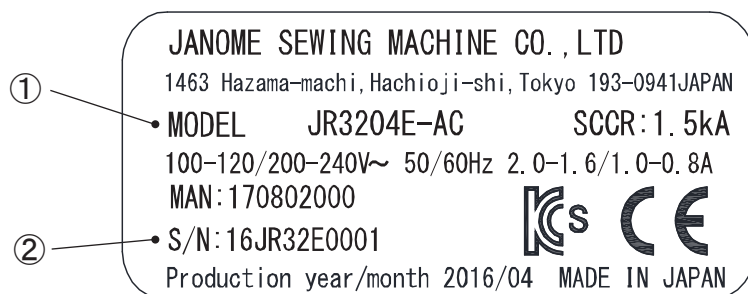 JANOME SEWING MACHINE CO.,LTD
1463 Hazama-machi,Hachioji-shi,Tokyo 193-0941JAPAN
① MODEL JR3204E-AC SCCR:1.5kA
100-120/200-240V～ 50/60Hz 2.0-1.6/1.0-0.8A
MAN:170802000
② S/N:16JR32E0001
KCs CE
Production year/month 2016/04 MADE IN JAPAN